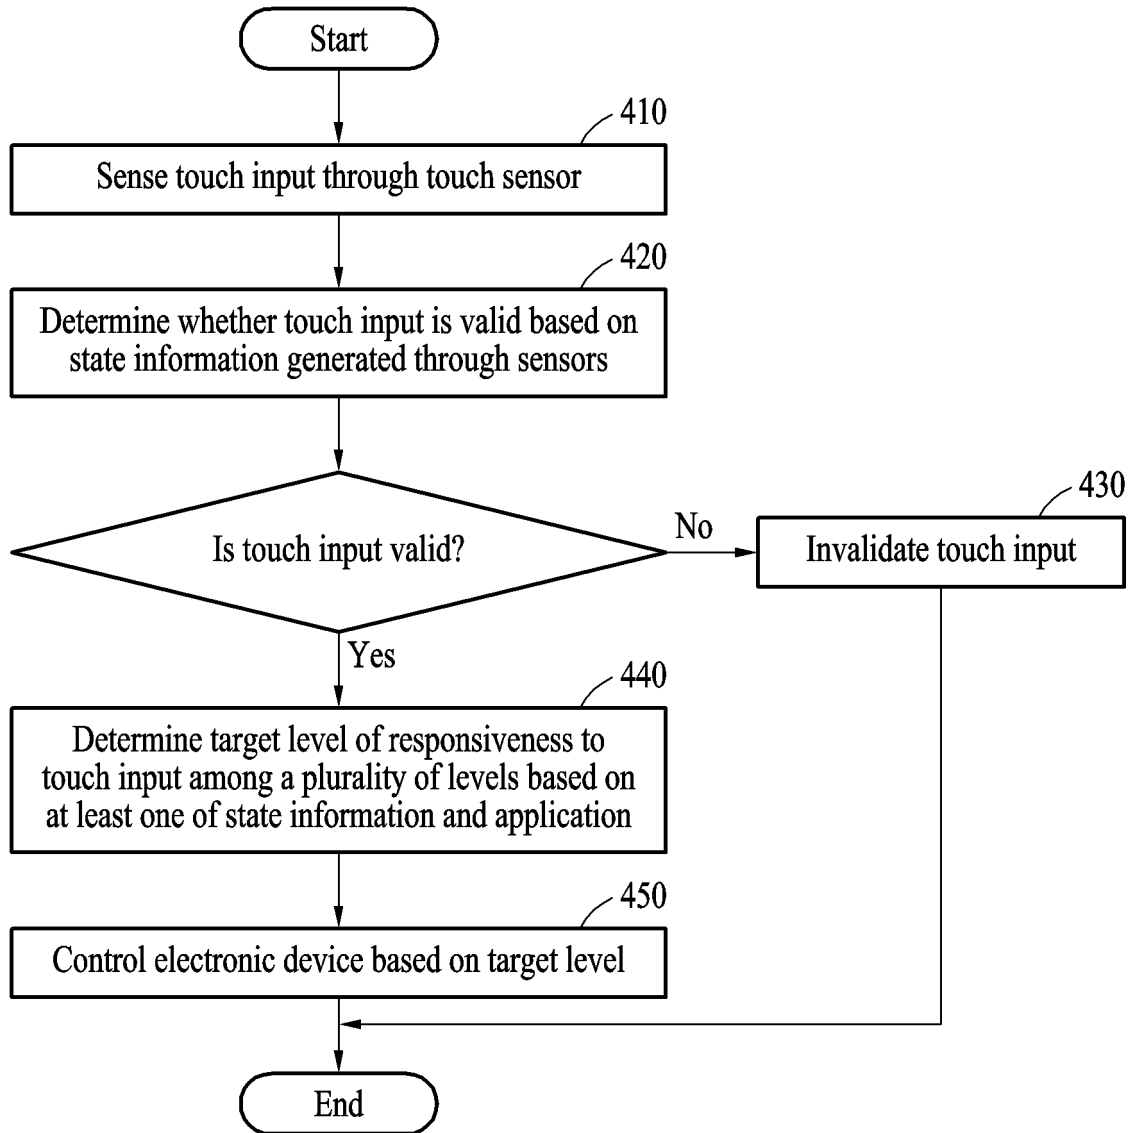 Start
410
Sense touch input through touch sensor
420
Determine whether touch input is valid based on
state information generated through sensors
Is touch input valid?
No
430
Invalidate touch input
Yes
440
Determine target level of responsiveness to
touch input among a plurality of levels based on
at least one of state information and application
450
Control electronic device based on target level
End